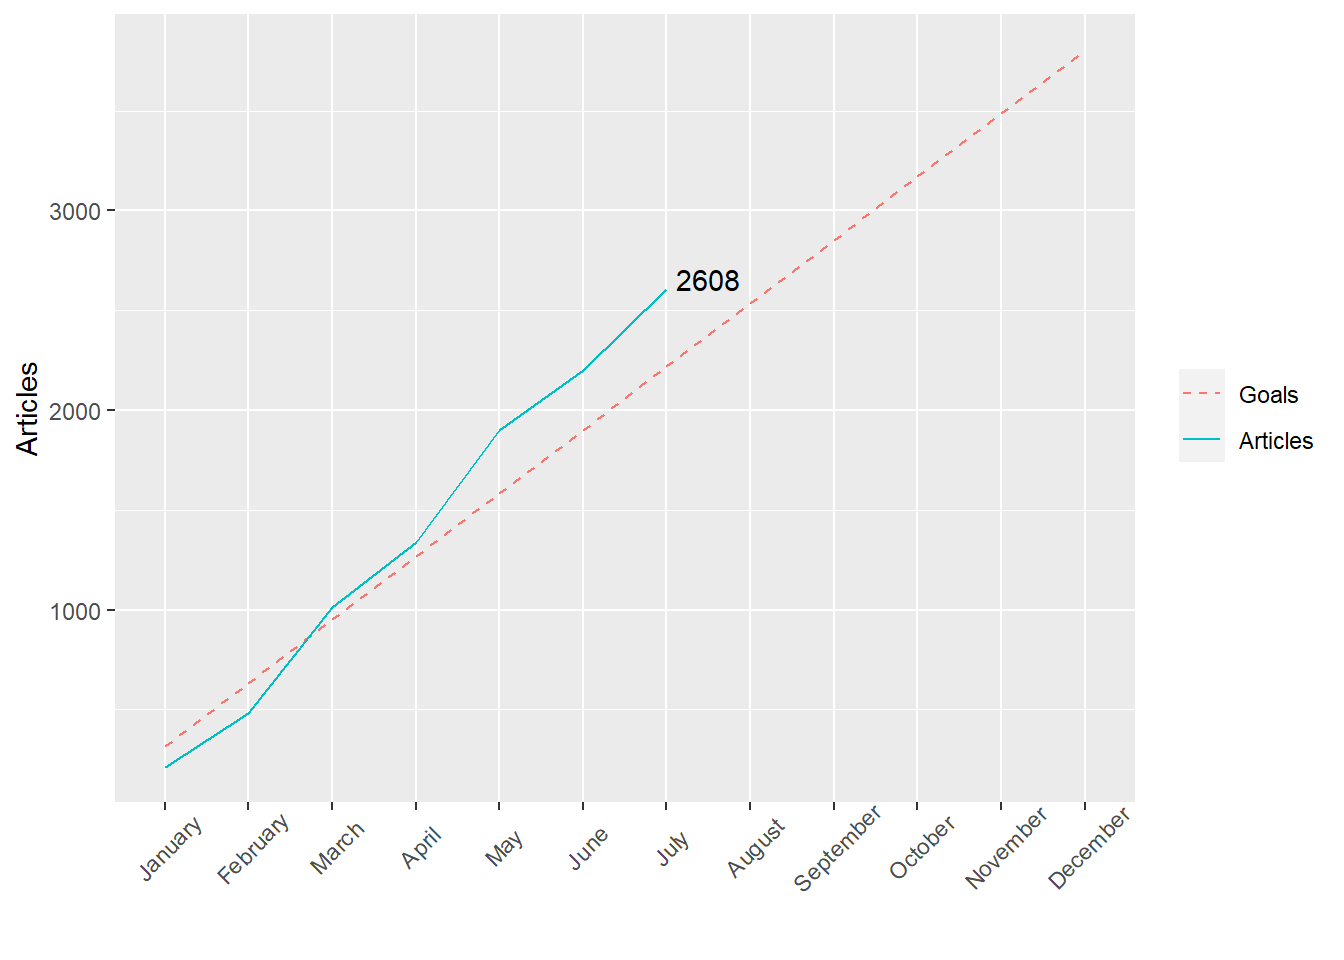 Articles
3000
2000
1000
2608
January
February
March
April
May
June
July
August
September
October
November
December
Goals
Articles